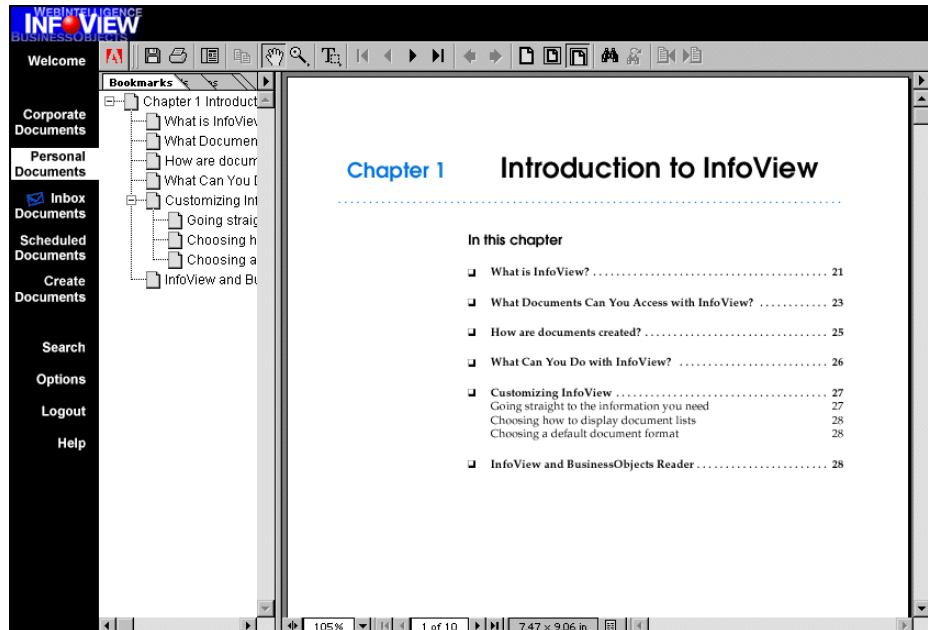 WEBINTELLIGENCE
INFOVIEW
BUSINESSOBJECTS
Welcome
Corporate
Documents
Personal
Documents
Inbox
Documents
Scheduled
Documents
Create
Documents
Search
Options
Logout
Help
Bookmarks
Chapter 1 Introduct
What is InfoView
What Documen
How are docum
What Can You D
Customizing Inf
Going straig
Choosing h
Choosing a
InfoView and Bu
Chapter 1 Introduction to InfoView
In this chapter
❑ What is InfoView? . . . . . . . . . . . . . . . . . . . . . . . . . . . . . . . . . . . . . . . . 21
❑ What Documents Can You Access with InfoView? . . . . . . . . . . . . 23
❑ How are documents created? . . . . . . . . . . . . . . . . . . . . . . . . . . . . . . . 25
❑ What Can You Do with InfoView? . . . . . . . . . . . . . . . . . . . . . . . . . . 26
❑ Customizing InfoView . . . . . . . . . . . . . . . . . . . . . . . . . . . . . . . . . . . . 27
Going straight to the information you need 27
Choosing how to display document lists 28
Choosing a default document format 28
❑ InfoView and BusinessObjects Reader . . . . . . . . . . . . . . . . . . . . . . . 28
105% 1 of 10 7.47 x 9.06 in